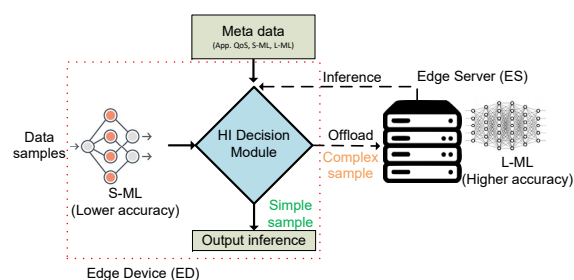 Meta data
(App. QoS, S-ML, L-ML)
Inference
Edge Server (ES)
Data
samples
HI Decision
Module
Offload
Complex
sample
S-ML
(Lower accuracy)
L-ML
(Higher accuracy)
Simple
sample
Output inference
Edge Device (ED)